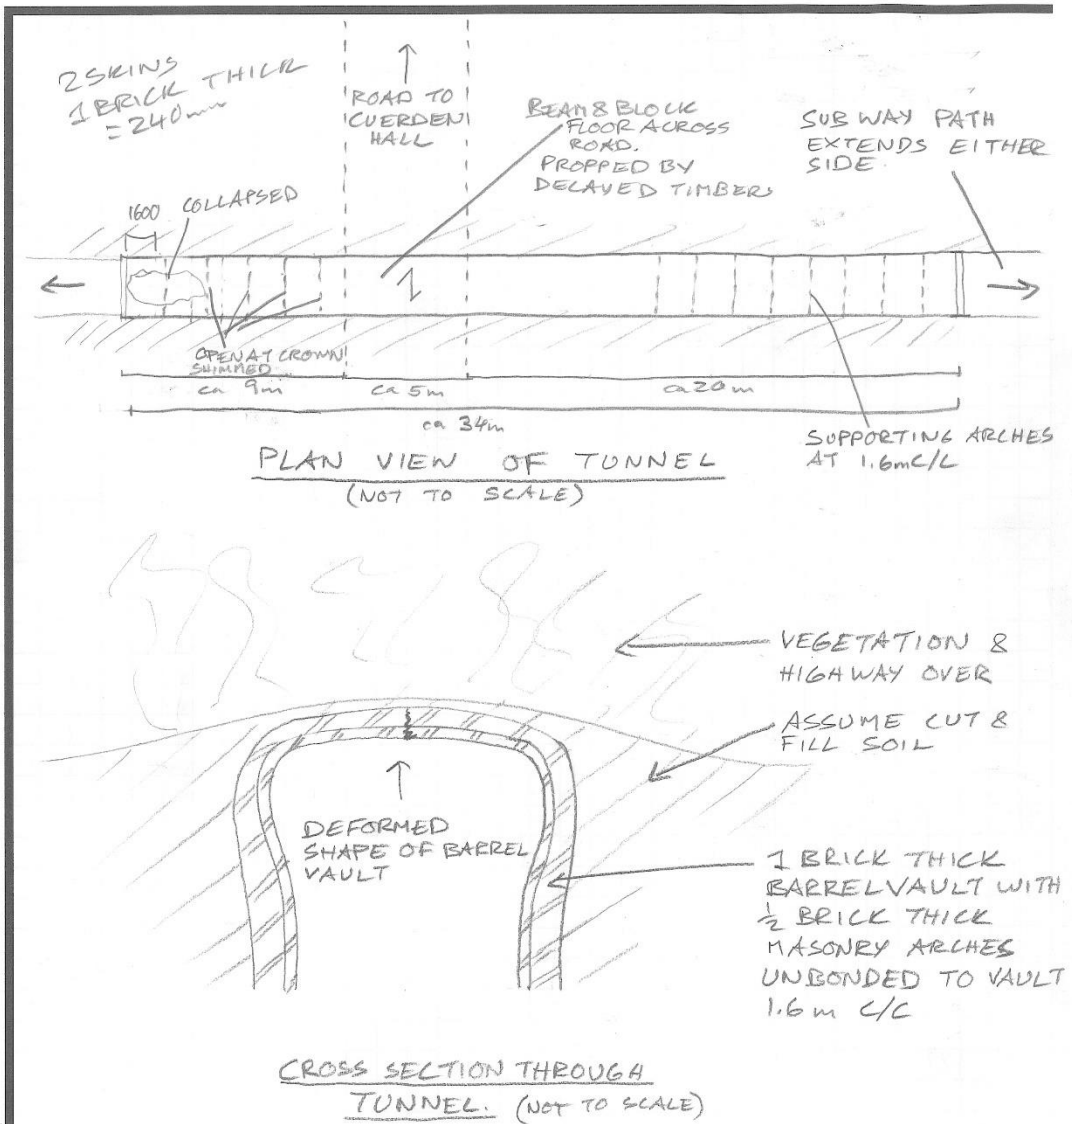 2 SKINS
1 BRICK THICK
= 240mm
ROAD TO
CUERDEN
HALL
BEAM & BLOCK
FLOOR ACROSS
ROAD.
PROPPED BY
DECAYED TIMBERS
SUBWAY PATH
EXTENDS EITHER
SIDE.
1600
COLLAPSED
OPEN AT CROWN
SHIMMED
ca 9m
ca 5m
ca 20m
ca 34m
SUPPORTING ARCHES
AT 1.6m C/C
PLAN VIEW OF TUNNEL
(NOT TO SCALE)
VEGETATION &
HIGHWAY OVER
ASSUME CUT &
FILL SOIL
DEFORMED
SHAPE OF BARREL
VAULT
1 BRICK THICK
BARREL VAULT WITH
½ BRICK THICK
MASONRY ARCHES
UNBONDED TO VAULT
1.6m C/C
CROSS SECTION THROUGH
TUNNEL. (NOT TO SCALE)